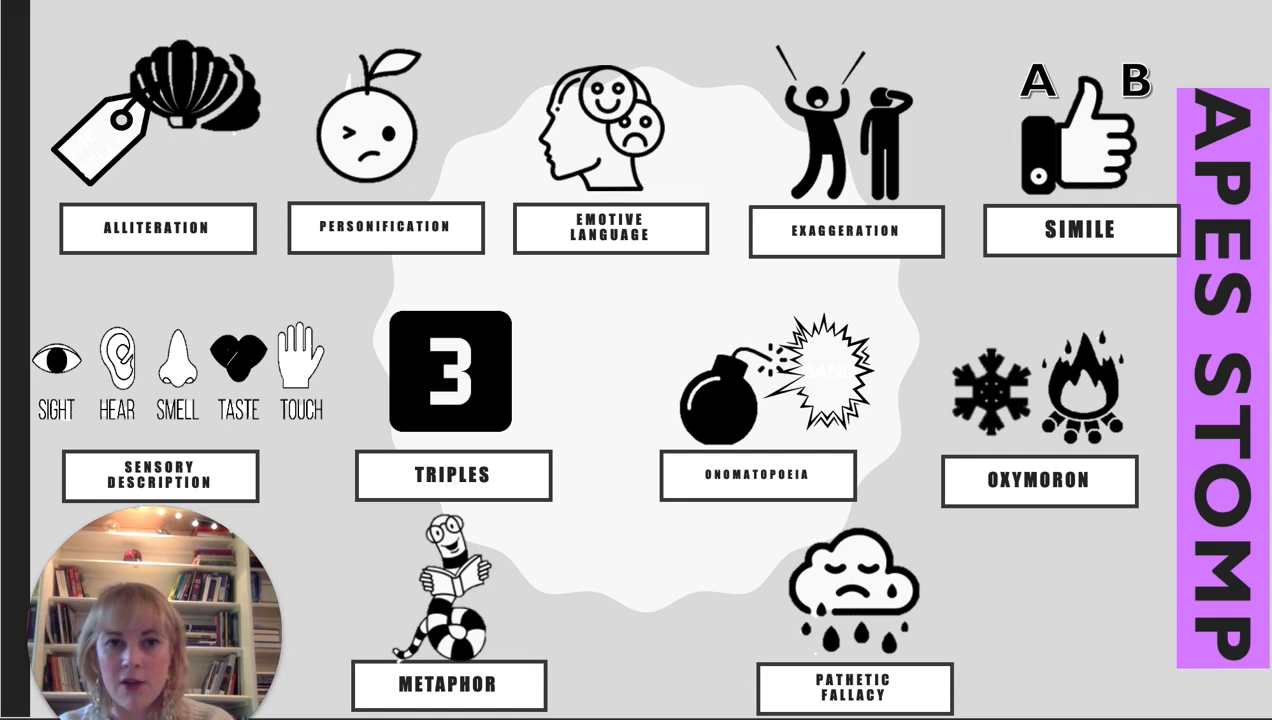 A B
ALLITERATION
PERSONIFICATION
EMOTIVE
LANGUAGE
EXAGGERATION
SIMILE
SIGHT HEAR SMELL TASTE TOUCH
3
BANG
SENSORY
DESCRIPTION
TRIPLES
ONOMATOPOEIA
OXYMORON
METAPHOR
PATHETIC
FALLACY
APES STOMP